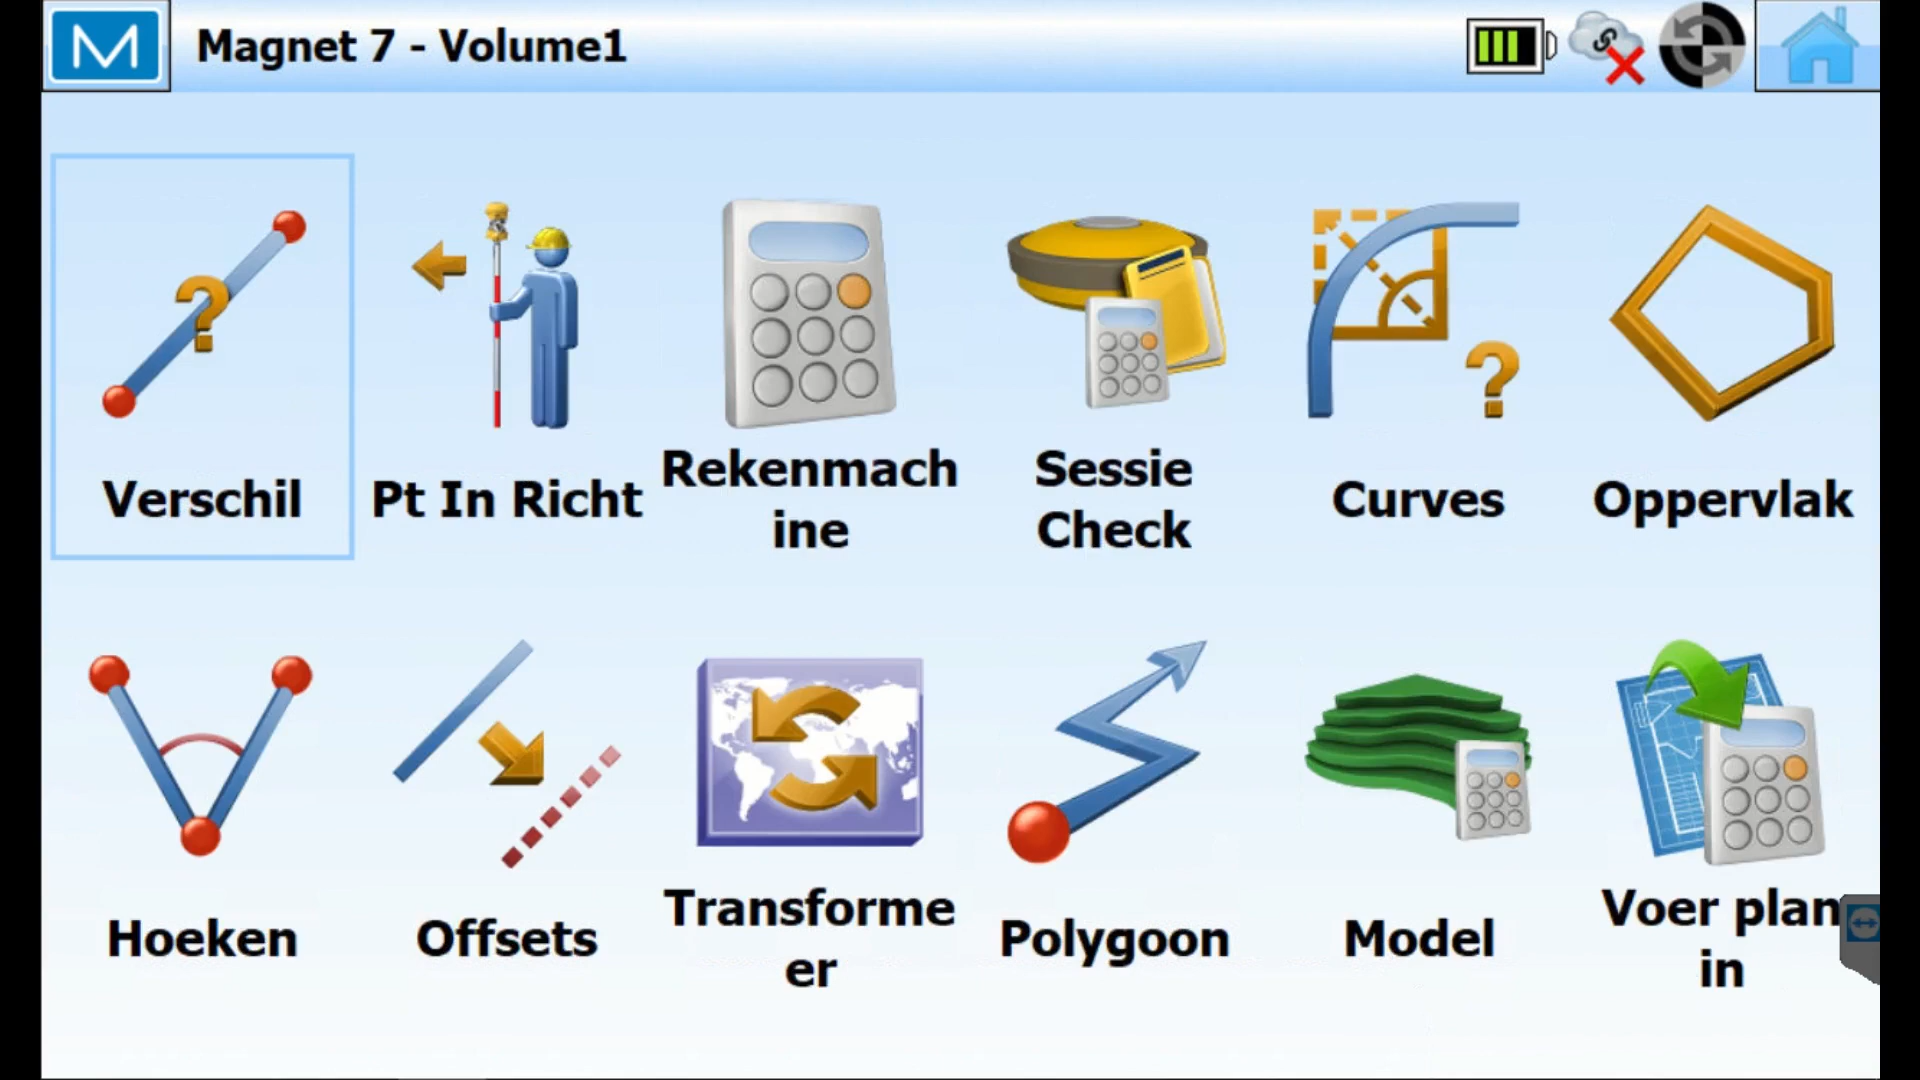 Magnet 7 - Volume1
Verschil
Pt In Richt
Rekenmach
ine
Sessie
Check
Curves
Oppervlak
Hoeken
Offsets
Transforme
er
Polygoon
Model
Voer plan
in